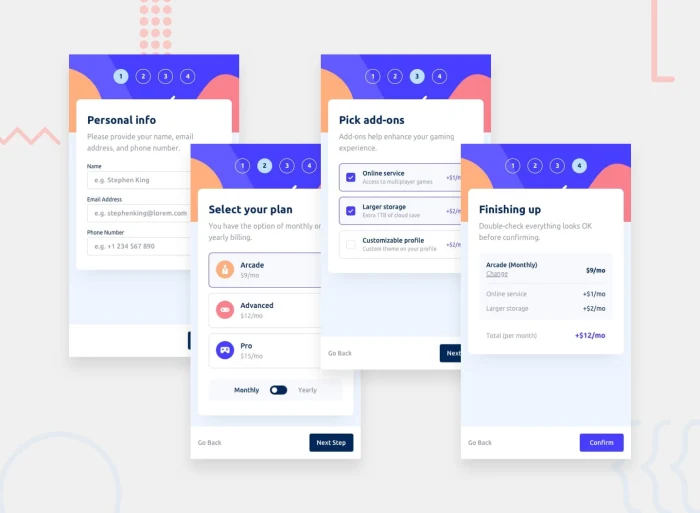 1 2 3 4
Personal info
Please provide your name, email
address, and phone number.
Name
e.g. Stephen King
Email Address
e.g. stephenking@lorem.com
Phone Number
e.g. +1 234 567 890
1 2 3 4
Select your plan
You have the option of monthly or
yearly billing.
Arcade
$9/mo
Advanced
$12/mo
Pro
$15/mo
Monthly Yearly
Go Back Next Step
1 2 3 4
Pick add-ons
Add-ons help enhance your gaming
experience.
Online service
Access to multiplayer games
+$1/m
Larger storage
Extra 1TB of cloud save
+$2/m
Customizable profile
Custom theme on your profile
+$2/m
Go Back Next
1 2 3 4
Finishing up
Double-check everything looks OK
before confirming.
Arcade (Monthly)
Change
$9/mo
Online service +$1/mo
Larger storage +$2/mo
Total (per month) +$12/mo
Go Back Confirm